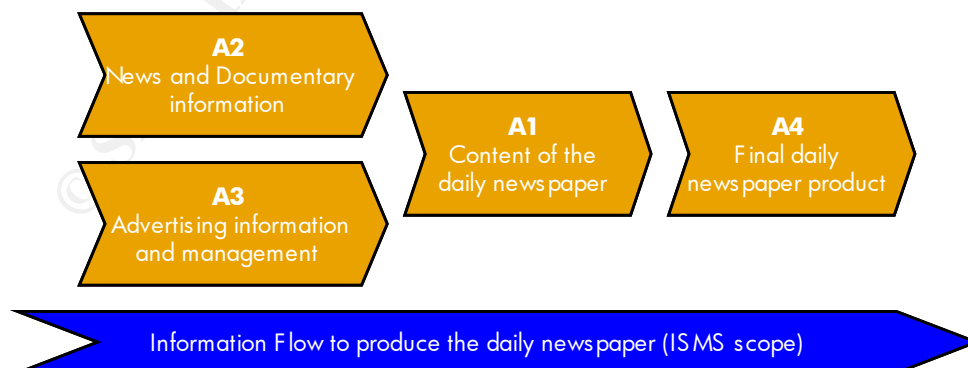 A2
News and Documentary
information
A3
Advertising information
and management
A1
Content of the
daily newspaper
A4
Final daily
newspaper product
Information Flow to produce the daily newspaper (ISMS scope)
©